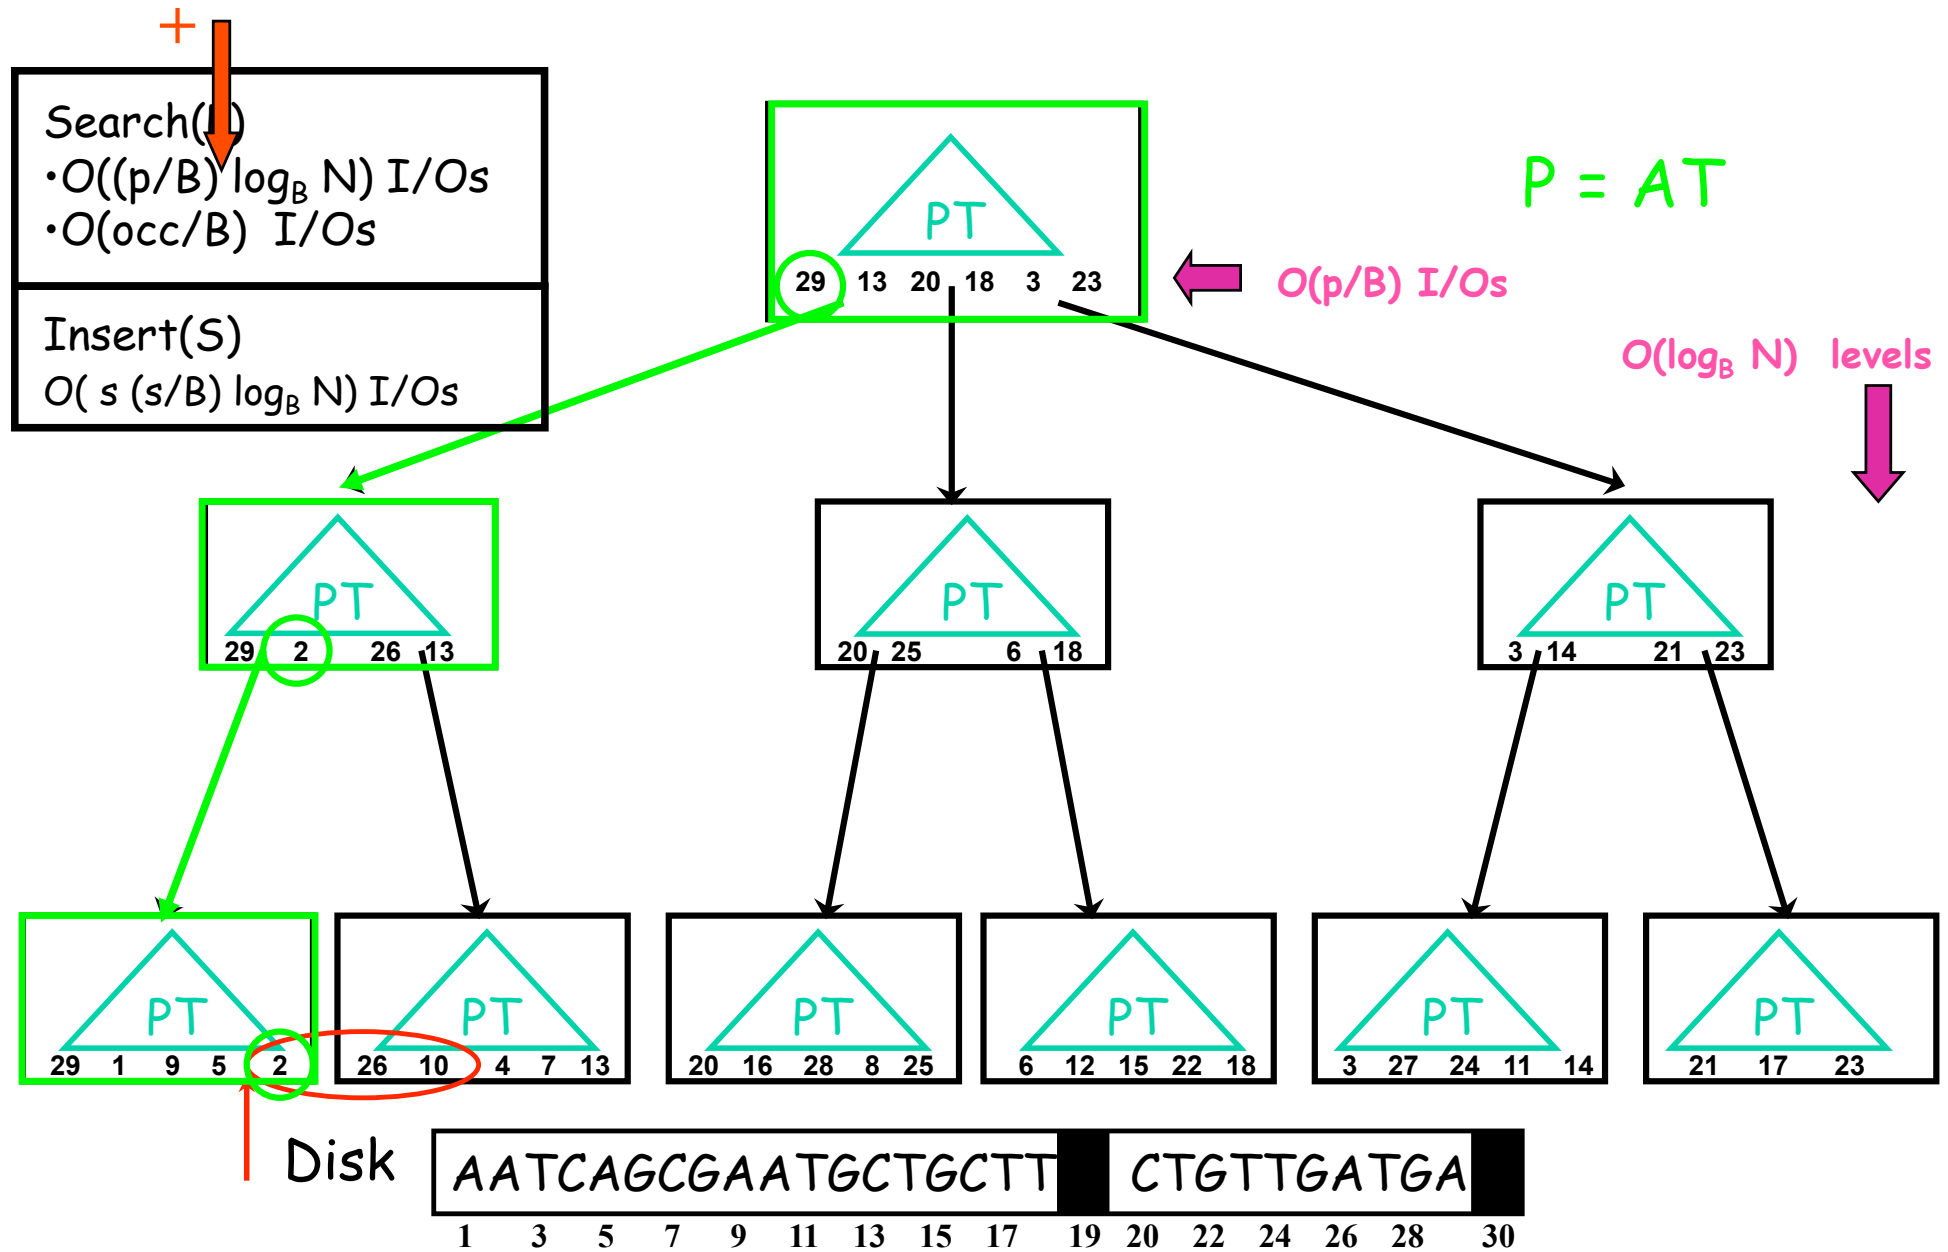 +
Search( )
•O((p/B) log_B N) I/Os
•O(occ/B) I/Os
Insert(S)
O( s (s/B) log_B N) I/Os
P = AT
PT
29 13 20 18 3 23
O(p/B) I/Os
O(log_B N) levels
PT PT PT
29 2 26 13 20 25 6 18 3 14 21 23
PT PT PT PT PT PT
29 1 9 5 2 26 10 4 7 13 20 16 28 8 25 6 12 15 22 18 3 27 24 11 14 21 17 23
Disk AATCAGCGAATGCTGCTT CTGTTGATGA
1 3 5 7 9 11 13 15 17 19 20 22 24 26 28 30